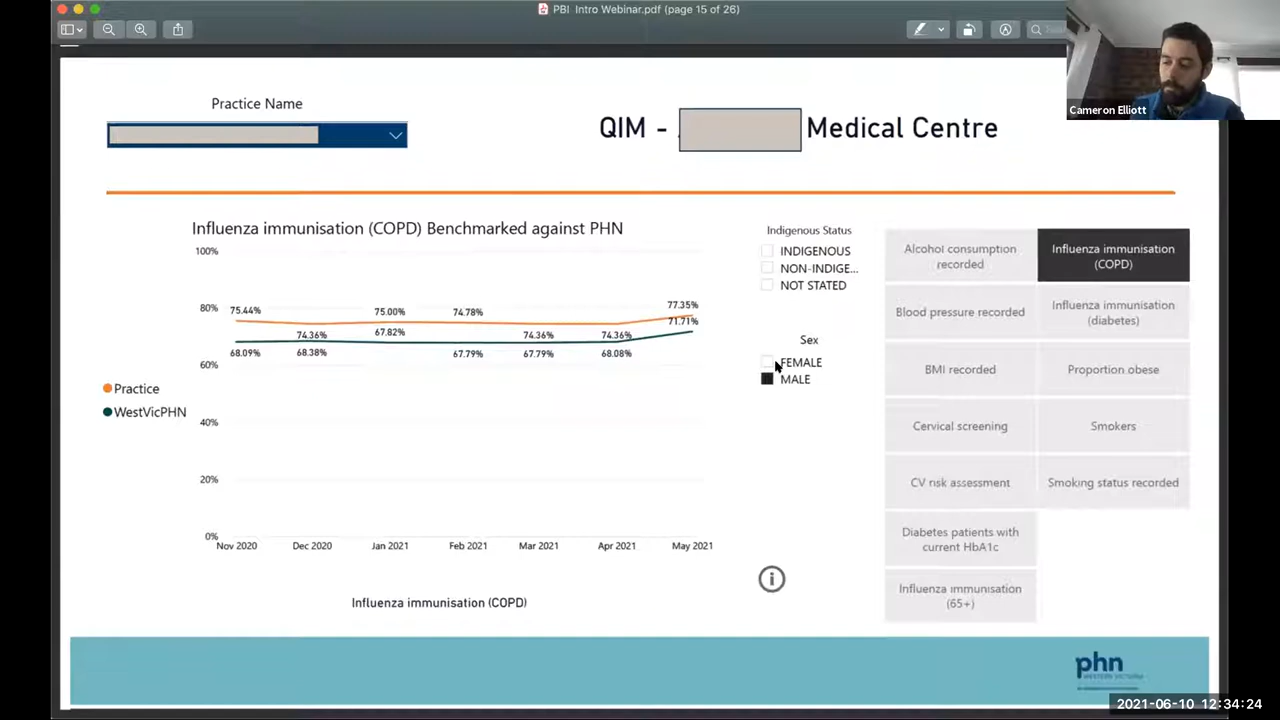 PBI Intro Webinar.pdf (page 15 of 26)
Cameron Elliott
Practice Name
QIM - Medical Centre
Influenza immunisation (COPD) Benchmarked against PHN
100%
80%
60%
40%
20%
0%
75.44%
75.00%
74.78%
77.35%
74.36%
67.82%
74.36%
74.36%
71.71%
68.09%
68.38%
67.79%
67.79%
68.08%
Practice
WestVicPHN
Nov 2020
Dec 2020
Jan 2021
Feb 2021
Mar 2021
Apr 2021
May 2021
Influenza immunisation (COPD)
Indigenous Status
INDIGENOUS
NON-INDIGE...
NOT STATED
Sex
FEMALE
MALE
Alcohol consumption
recorded
Influenza immunisation
(COPD)
Blood pressure recorded
Influenza immunisation
(diabetes)
BMI recorded
Proportion obese
Cervical screening
Smokers
CV risk assessment
Smoking status recorded
Diabetes patients with
current HbA1c
Influenza immunisation
(65+)
phn
WESTERN VICTORIA
2021-06-10 12:34:24